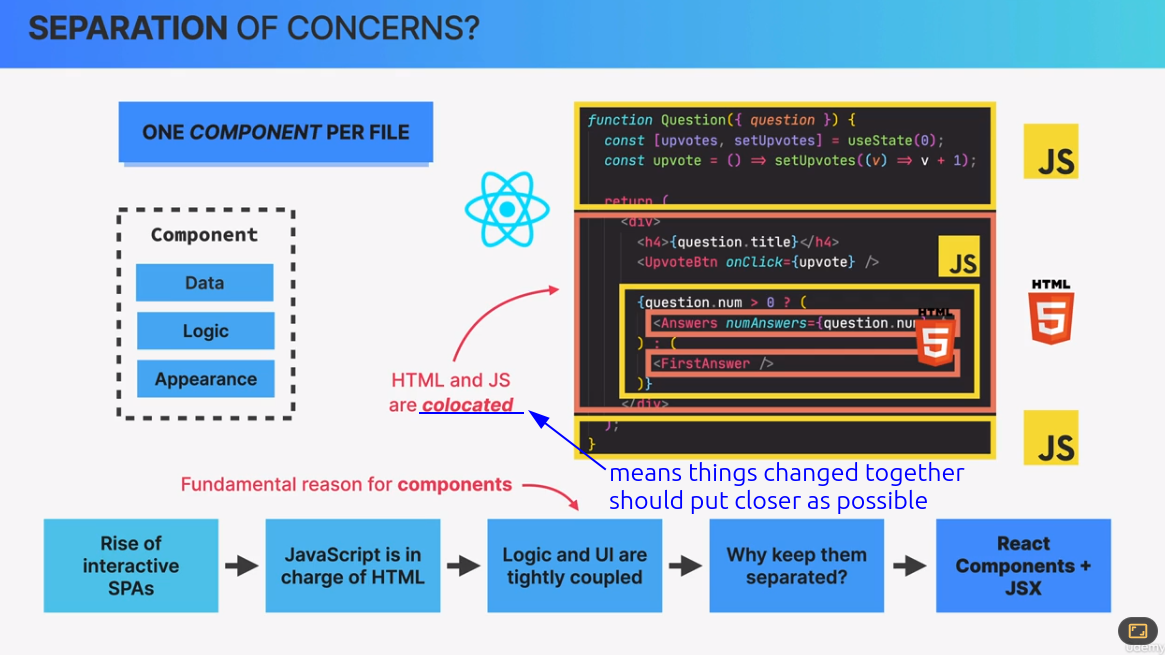 SEPARATION OF CONCERNS?
ONE COMPONENT PER FILE
Component
Data
Logic
Appearance
function Question({ question }) {
const [upvotes, setUpvotes] = useState(0);
const upvote = () ⇒ setUpvotes((v) ⇒ v + 1);
return (
<div>
<h4>{question.title}</h4>
<UpvoteBtn onClick={upvote} />
{question.num > 0 ? (
<Answers numAnswers={question.num
) : (
<FirstAnswer />
)}
</div>
);
}
JS
JS
HTML
5
HTML
5
JS
HTML and JS
are colocated
means things changed together
should put closer as possible
Fundamental reason for components
Rise of
interactive
SPAs
JavaScript is in
charge of HTML
Logic and UI are
tightly coupled
Why keep them
separated?
React
Components +
JSX
udemy